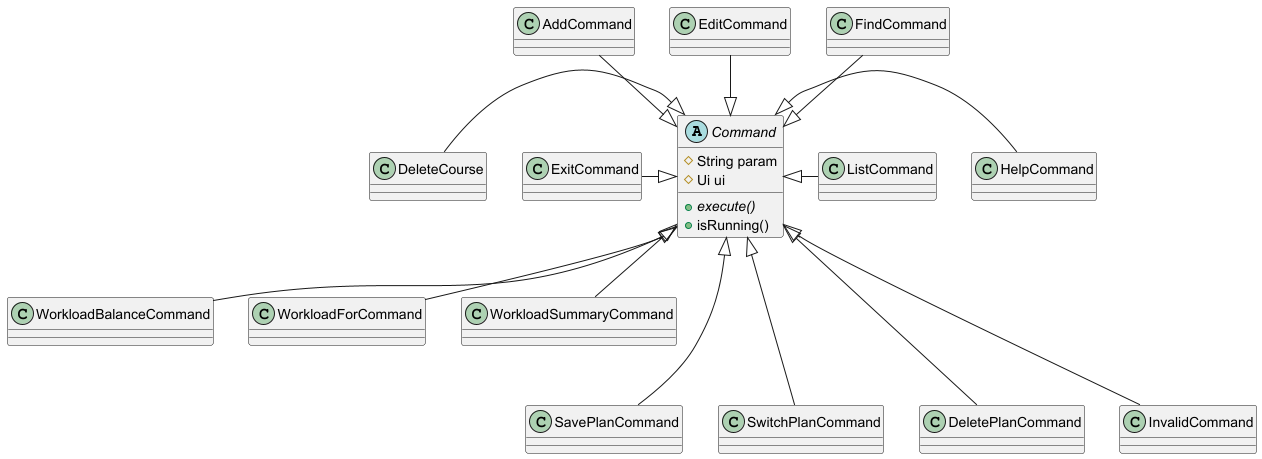 C AddCommand
C EditCommand
C FindCommand
A Command
String param
Ui ui
execute()
isRunning()
C DeleteCourse
C ExitCommand
C ListCommand
C HelpCommand
C WorkloadBalanceCommand
C WorkloadForCommand
C WorkloadSummaryCommand
C SavePlanCommand
C SwitchPlanCommand
C DeletePlanCommand
C InvalidCommand